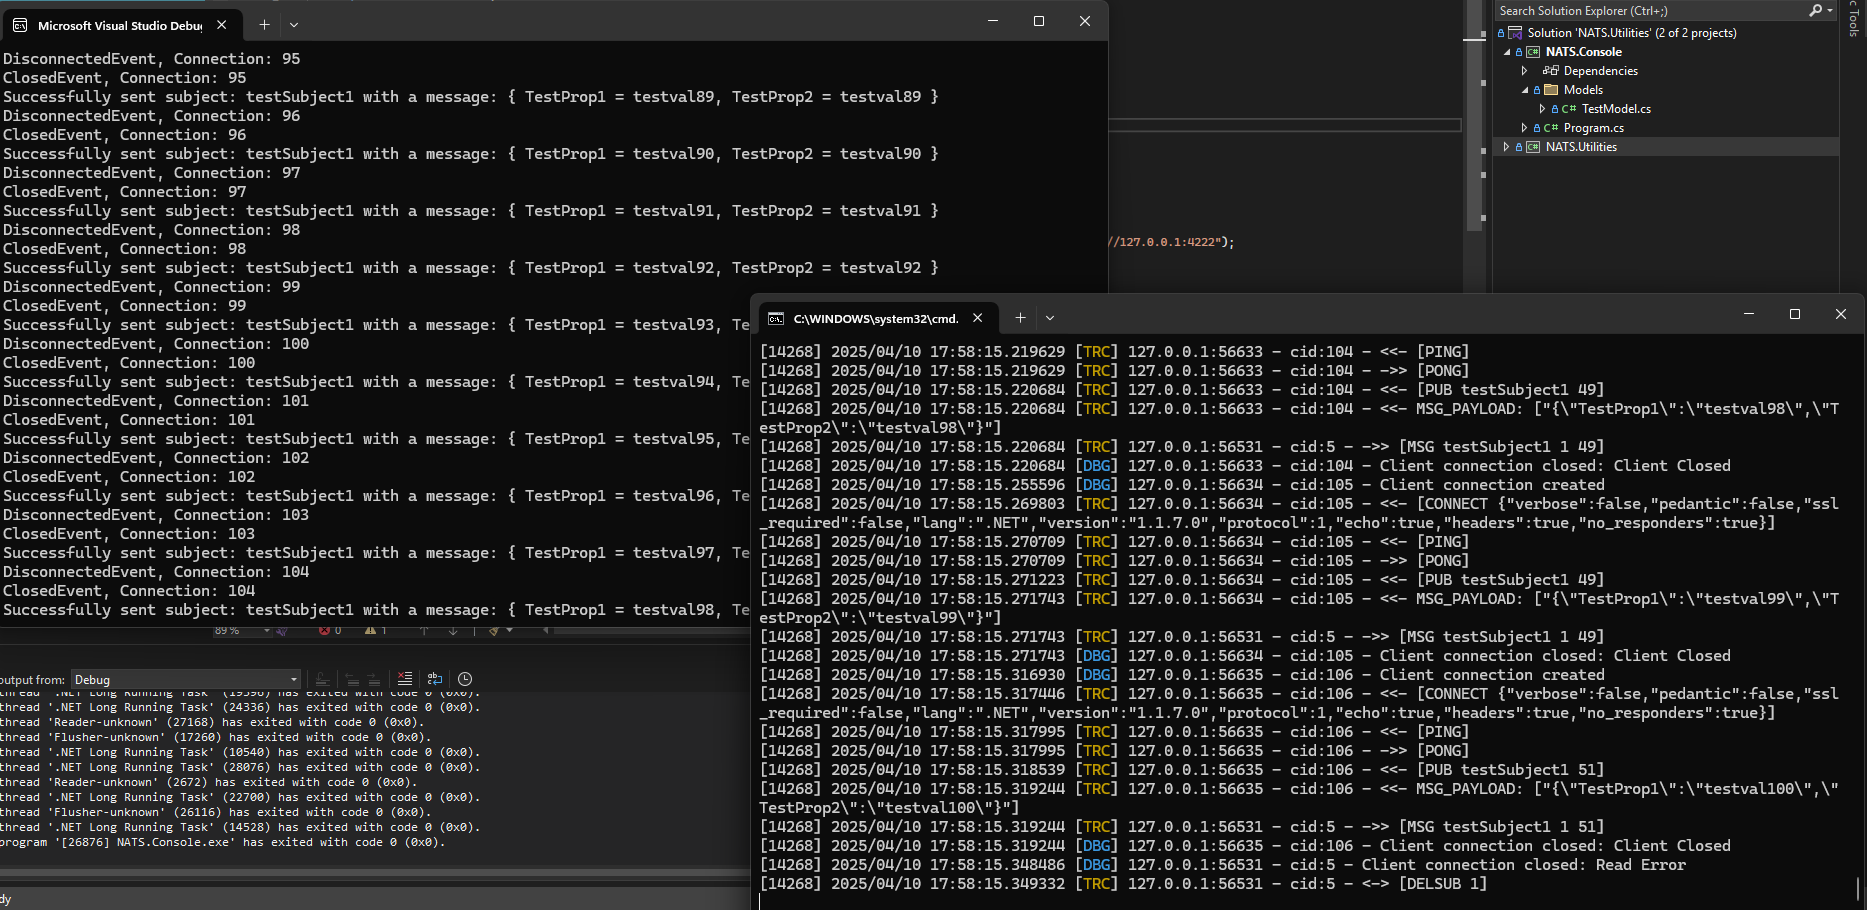 Microsoft Visual Studio Debug
DisconnectedEvent, Connection: 95
ClosedEvent, Connection: 95
Successfully sent subject: testSubject1 with a message: { TestProp1 = testval89, TestProp2 = testval89 }
DisconnectedEvent, Connection: 96
ClosedEvent, Connection: 96
Successfully sent subject: testSubject1 with a message: { TestProp1 = testval90, TestProp2 = testval90 }
DisconnectedEvent, Connection: 97
ClosedEvent, Connection: 97
Successfully sent subject: testSubject1 with a message: { TestProp1 = testval91, TestProp2 = testval91 }
DisconnectedEvent, Connection: 98
ClosedEvent, Connection: 98
Successfully sent subject: testSubject1 with a message: { TestProp1 = testval92, TestProp2 = testval92 }
DisconnectedEvent, Connection: 99
ClosedEvent, Connection: 99
Successfully sent subject: testSubject1 with a message: { TestProp1 = testval93, Te
DisconnectedEvent, Connection: 100
ClosedEvent, Connection: 100
Successfully sent subject: testSubject1 with a message: { TestProp1 = testval94, Te
DisconnectedEvent, Connection: 101
ClosedEvent, Connection: 101
Successfully sent subject: testSubject1 with a message: { TestProp1 = testval95, Te
DisconnectedEvent, Connection: 102
ClosedEvent, Connection: 102
Successfully sent subject: testSubject1 with a message: { TestProp1 = testval96, Te
DisconnectedEvent, Connection: 103
ClosedEvent, Connection: 103
Successfully sent subject: testSubject1 with a message: { TestProp1 = testval97, Te
DisconnectedEvent, Connection: 104
ClosedEvent, Connection: 104
Successfully sent subject: testSubject1 with a message: { TestProp1 = testval98, Te
//127.0.0.1:4222");
Search Solution Explorer (Ctrl+;)
Solution 'NATS.Utilities' (2 of 2 projects)
C# NATS.Console
Dependencies
Models
C# TestModel.cs
C# Program.cs
C# NATS.Utilities
c Tools
C:\WINDOWS\system32\cmd.
[14268] 2025/04/10 17:58:15.219629 [TRC] 127.0.0.1:56633 - cid:104 - <<- [PING]
[14268] 2025/04/10 17:58:15.219629 [TRC] 127.0.0.1:56633 - cid:104 - ->> [PONG]
[14268] 2025/04/10 17:58:15.220684 [TRC] 127.0.0.1:56633 - cid:104 - <<- [PUB testSubject1 49]
[14268] 2025/04/10 17:58:15.220684 [TRC] 127.0.0.1:56633 - cid:104 - <<- MSG_PAYLOAD: ["{\"TestProp1\":\"testval98\",\"T
estProp2\":\"testval98\"}"]
[14268] 2025/04/10 17:58:15.220684 [TRC] 127.0.0.1:56531 - cid:5 - ->> [MSG testSubject1 1 49]
[14268] 2025/04/10 17:58:15.220684 [DBG] 127.0.0.1:56633 - cid:104 - Client connection closed: Client Closed
[14268] 2025/04/10 17:58:15.255596 [DBG] 127.0.0.1:56634 - cid:105 - Client connection created
[14268] 2025/04/10 17:58:15.269803 [TRC] 127.0.0.1:56634 - cid:105 - <<- [CONNECT {"verbose":false,"pedantic":false,"ssl
_required":false,"lang":".NET","version":"1.1.7.0","protocol":1,"echo":true,"headers":true,"no_responders":true}]
[14268] 2025/04/10 17:58:15.270709 [TRC] 127.0.0.1:56634 - cid:105 - <<- [PING]
[14268] 2025/04/10 17:58:15.270709 [TRC] 127.0.0.1:56634 - cid:105 - ->> [PONG]
[14268] 2025/04/10 17:58:15.271223 [TRC] 127.0.0.1:56634 - cid:105 - <<- [PUB testSubject1 49]
[14268] 2025/04/10 17:58:15.271743 [TRC] 127.0.0.1:56634 - cid:105 - <<- MSG_PAYLOAD: ["{\"TestProp1\":\"testval99\",\"T
estProp2\":\"testval99\"}"]
[14268] 2025/04/10 17:58:15.271743 [TRC] 127.0.0.1:56531 - cid:5 - ->> [MSG testSubject1 1 49]
[14268] 2025/04/10 17:58:15.271743 [DBG] 127.0.0.1:56634 - cid:105 - Client connection closed: Client Closed
[14268] 2025/04/10 17:58:15.316930 [DBG] 127.0.0.1:56635 - cid:106 - Client connection created
[14268] 2025/04/10 17:58:15.317446 [TRC] 127.0.0.1:56635 - cid:106 - <<- [CONNECT {"verbose":false,"pedantic":false,"ssl
_required":false,"lang":".NET","version":"1.1.7.0","protocol":1,"echo":true,"headers":true,"no_responders":true}]
[14268] 2025/04/10 17:58:15.317995 [TRC] 127.0.0.1:56635 - cid:106 - <<- [PING]
[14268] 2025/04/10 17:58:15.317995 [TRC] 127.0.0.1:56635 - cid:106 - ->> [PONG]
[14268] 2025/04/10 17:58:15.318539 [TRC] 127.0.0.1:56635 - cid:106 - <<- [PUB testSubject1 51]
[14268] 2025/04/10 17:58:15.319244 [TRC] 127.0.0.1:56635 - cid:106 - <<- MSG_PAYLOAD: ["{\"TestProp1\":\"testval100\",\"
TestProp2\":\"testval100\"}"]
[14268] 2025/04/10 17:58:15.319244 [TRC] 127.0.0.1:56531 - cid:5 - ->> [MSG testSubject1 1 51]
[14268] 2025/04/10 17:58:15.319244 [DBG] 127.0.0.1:56635 - cid:106 - Client connection closed: Client Closed
[14268] 2025/04/10 17:58:15.348486 [DBG] 127.0.0.1:56531 - cid:5 - Client connection closed: Read Error
[14268] 2025/04/10 17:58:15.349332 [TRC] 127.0.0.1:56531 - cid:5 - <-> [DELSUB 1]
89 % 0 1
output from: Debug
thread '.NET Long Running Task' (19396) has exited with code 0 (0x0).
thread '.NET Long Running Task' (24336) has exited with code 0 (0x0).
thread 'Reader-unknown' (27168) has exited with code 0 (0x0).
thread 'Flusher-unknown' (17260) has exited with code 0 (0x0).
thread '.NET Long Running Task' (10540) has exited with code 0 (0x0).
thread '.NET Long Running Task' (28076) has exited with code 0 (0x0).
thread 'Reader-unknown' (2672) has exited with code 0 (0x0).
thread '.NET Long Running Task' (22700) has exited with code 0 (0x0).
thread 'Flusher-unknown' (26116) has exited with code 0 (0x0).
thread '.NET Long Running Task' (14528) has exited with code 0 (0x0).
program '[26876] NATS.Console.exe' has exited with code 0 (0x0).
dy